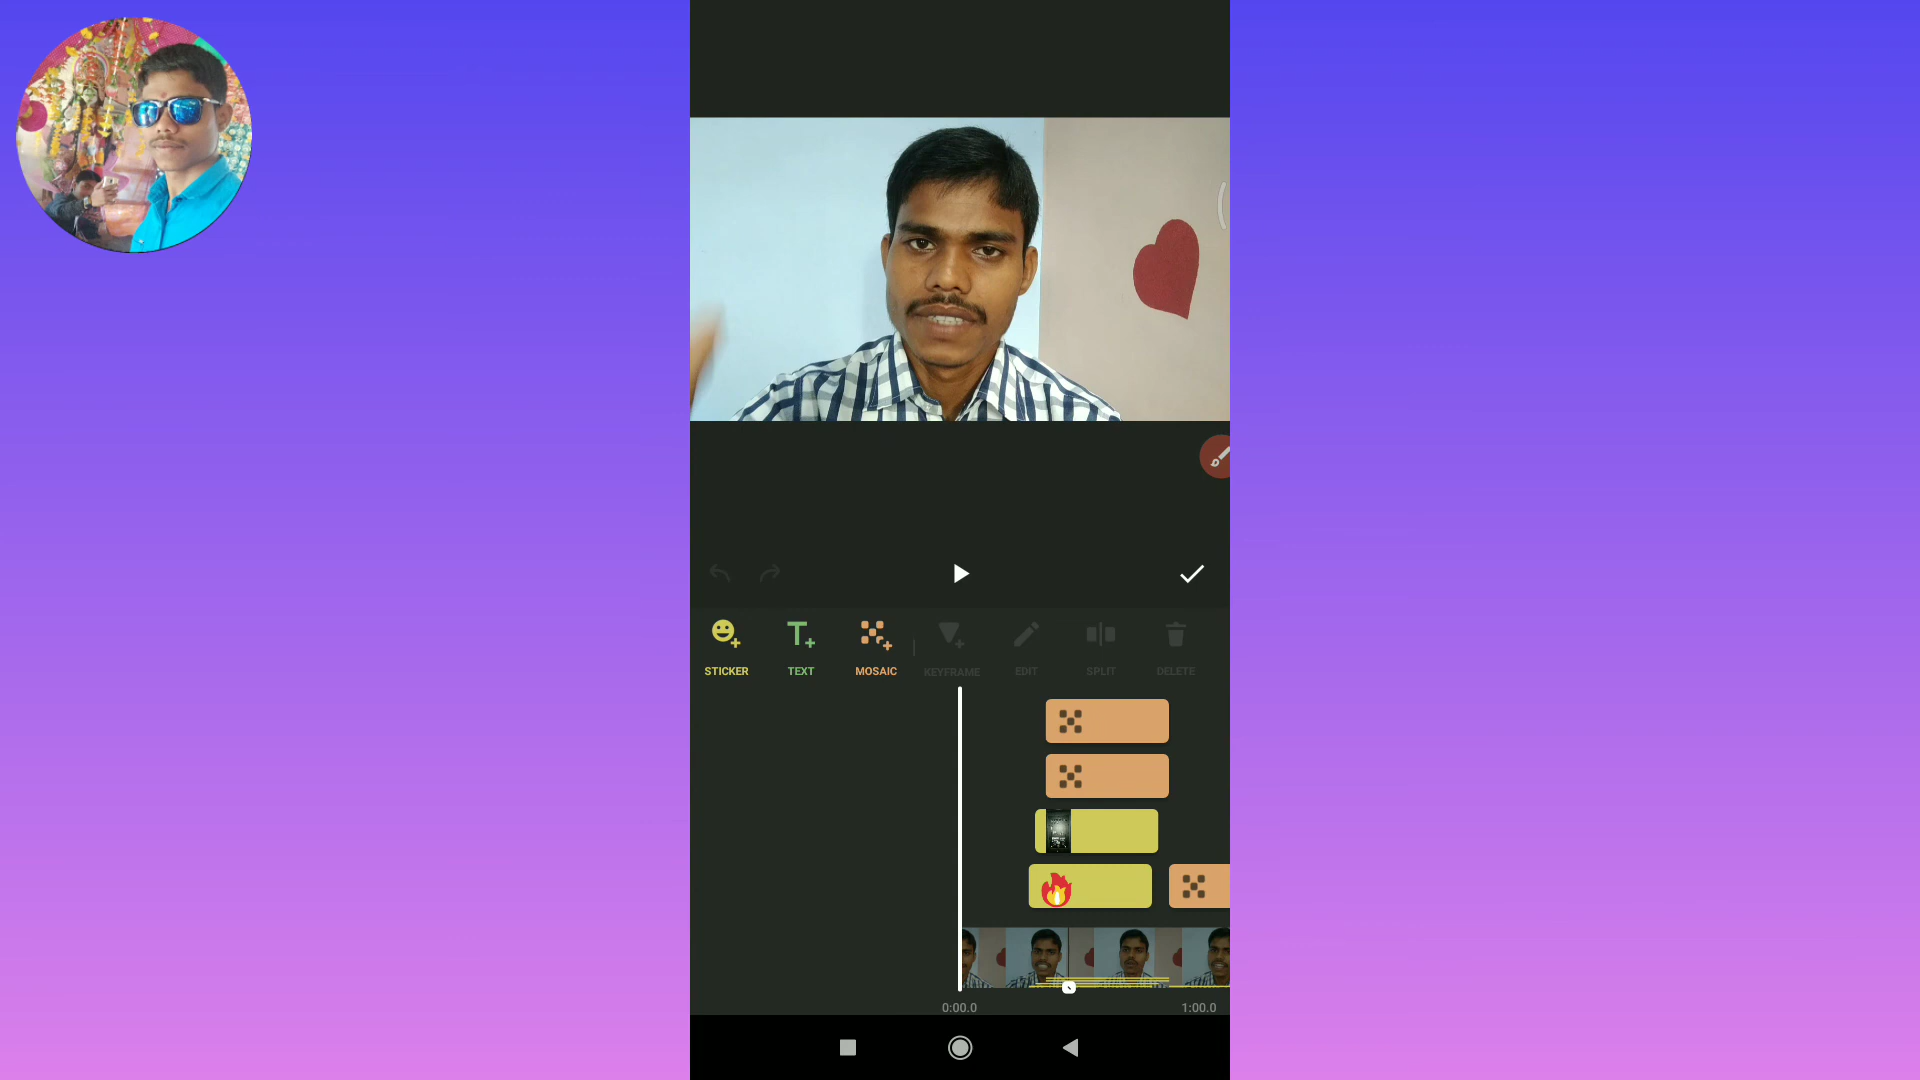 STICKER TEXT MOSAIC KEYFRAME EDIT SPLIT DELETE
0:00.0 1:00.0